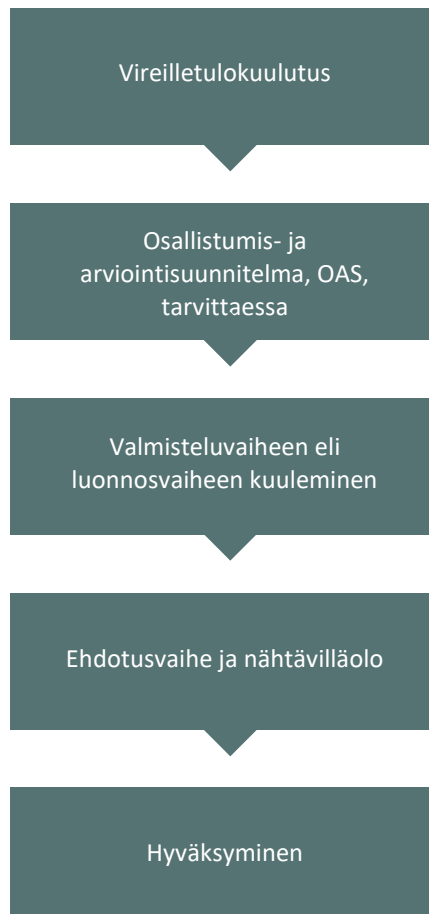 Vireilletulokuulutus
Osallistumis- ja
arviointisuunnitelma, OAS,
tarvittaessa
Valmisteluvaiheen eli
luonnosvaiheen kuuleminen
Ehdotusvaihe ja nähtävilläolo
Hyväksyminen